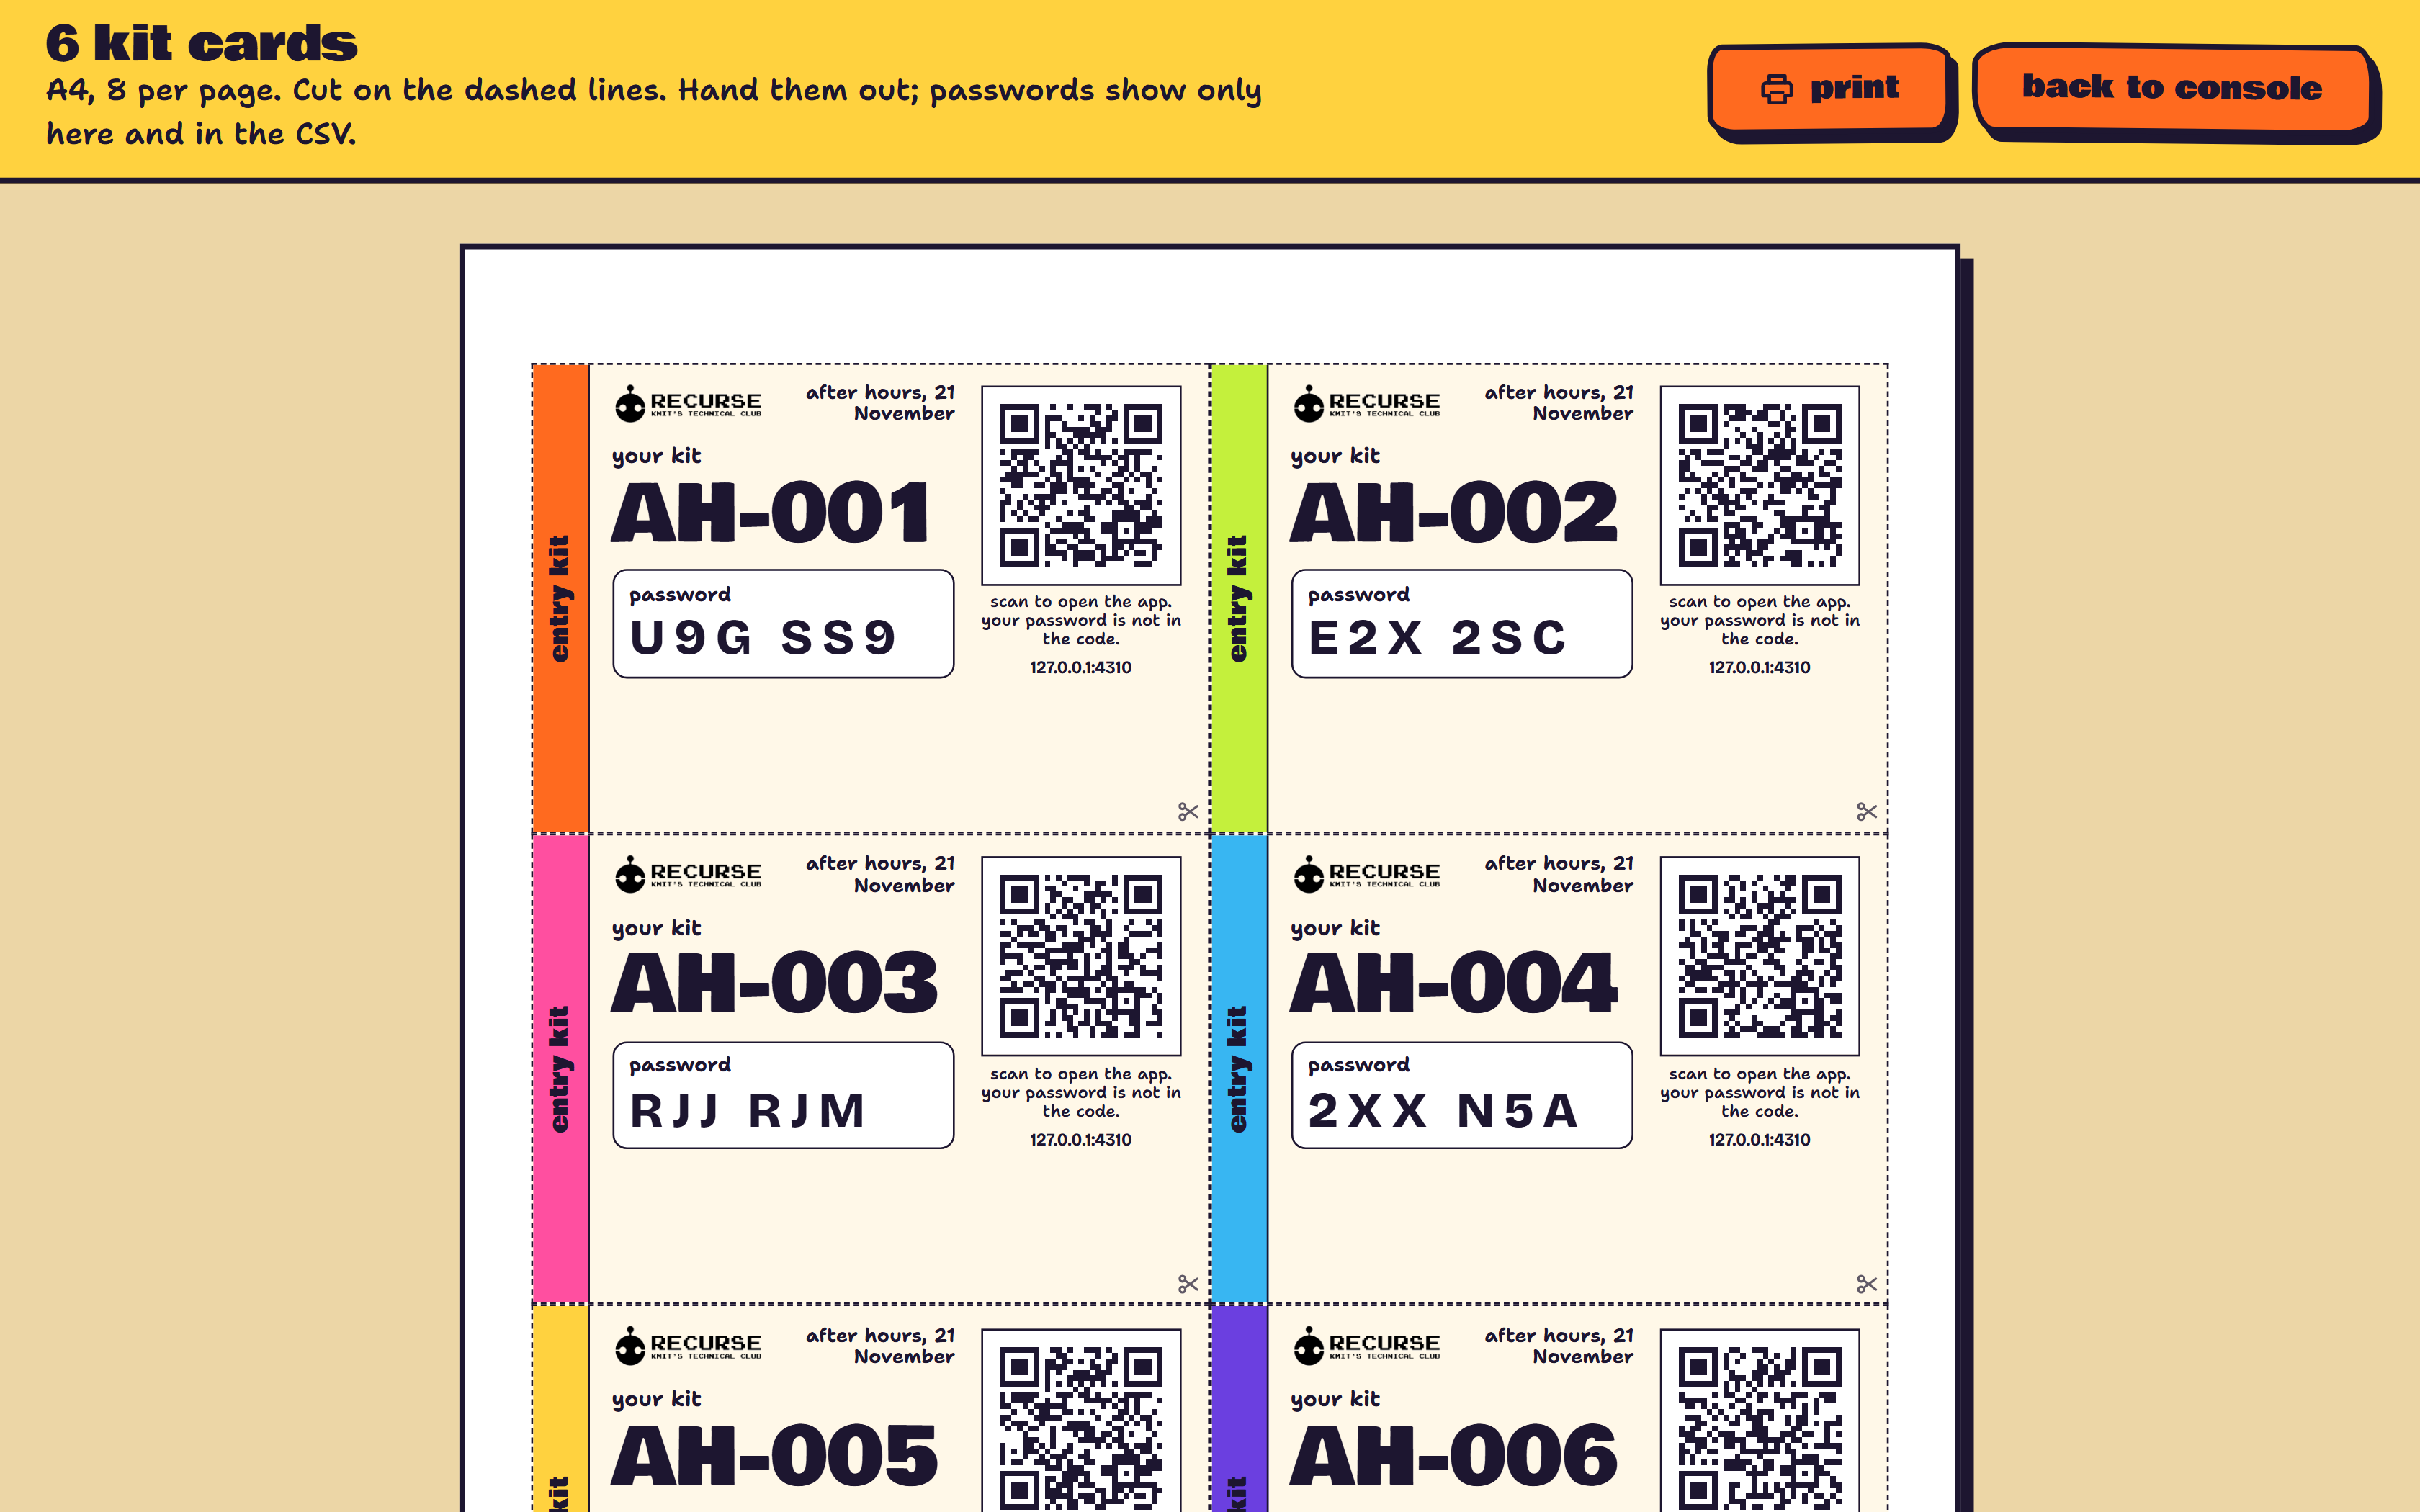 6 kit cards
A4, 8 per page. Cut on the dashed lines. Hand them out; passwords show only
here and in the CSV.
print
back to console
entry kit
RECURSE
KMIT'S TECHNICAL CLUB
after hours, 21
November
your kit
AH-001
password
U9G SS9
scan to open the app.
your password is not in
the code.
127.0.0.1:4310
entry kit
RECURSE
KMIT'S TECHNICAL CLUB
after hours, 21
November
your kit
AH-002
password
E2X 2SC
scan to open the app.
your password is not in
the code.
127.0.0.1:4310
entry kit
RECURSE
KMIT'S TECHNICAL CLUB
after hours, 21
November
your kit
AH-003
password
RJJ RJM
scan to open the app.
your password is not in
the code.
127.0.0.1:4310
entry kit
RECURSE
KMIT'S TECHNICAL CLUB
after hours, 21
November
your kit
AH-004
password
2XX N5A
scan to open the app.
your password is not in
the code.
127.0.0.1:4310
kit
RECURSE
KMIT'S TECHNICAL CLUB
after hours, 21
November
your kit
AH-005
kit
RECURSE
KMIT'S TECHNICAL CLUB
after hours, 21
November
your kit
AH-006